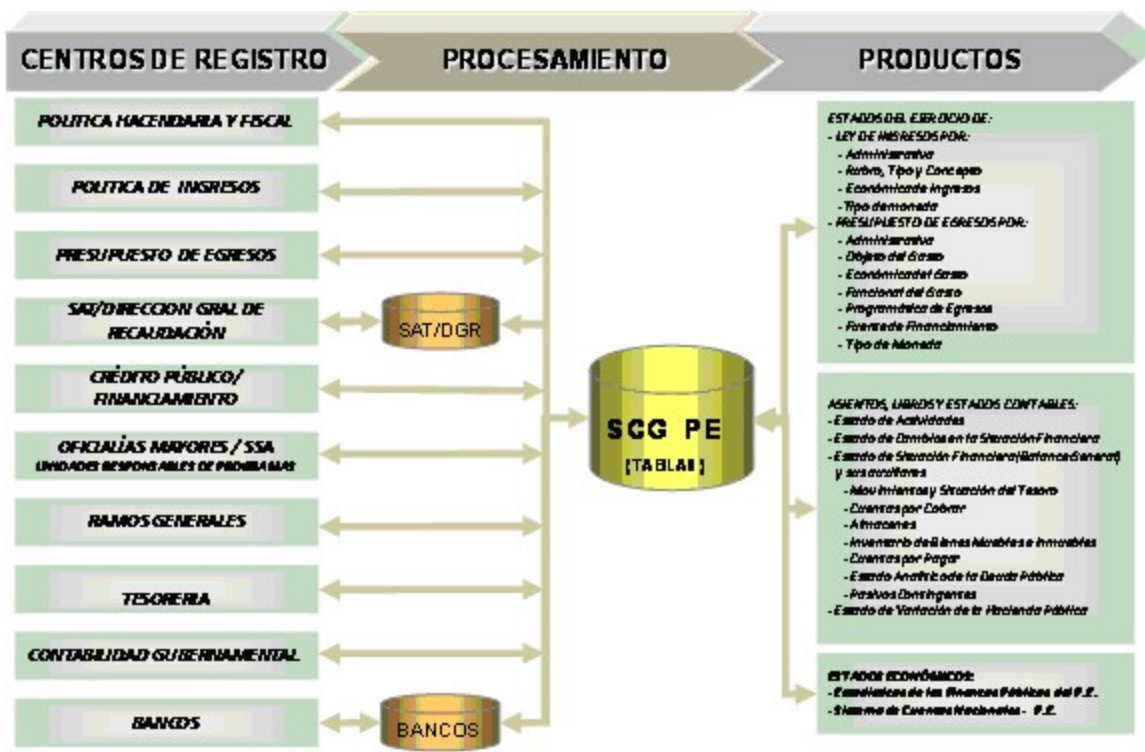 CENTROS DE REGISTRO
PROCESAMIENTO
PRODUCTOS
POLITICA HACENDARIA Y FISCAL
POLITICA DE INGRESOS
PRESUPUESTO DE EGRESOS
SAT/DIRECCION GRAL DE
RECAUDACIÓN
CRÉDITO PÚBLICO/
FINANCIAMIENTO
OFICIALÍAS MAYORES / SSA
UNIDADES RESPONSABLES DE PROGRAMAS
RAMOS GENERALES
TESORERIA
CONTABILIDAD GUBERNAMENTAL
BANCOS
SAT/DGR
BANCOS
SCG PE
ESTADOS DEL EJERCICIO DE:
- LEY DE INGRESOS POR:
- Administrativa
- Rubro, Tipo y Concepto
- Económica de Ingresos
- Tipo de moneda
- PRESUPUESTO DE EGRESOS POR:
- Administrativa
- Objeto del Gasto
- Económica del Gasto
- Funcional del Gasto
- Programática de Egresos
- Fuente de Financiamiento
- Tipo de Moneda
ASIENTOS, LIBROS Y ESTADOS CONTABLES:
- Estado de Actividades
- Estado de Cambios en la Situación Financiera
- Estado de Situación Financiera (Balance General)
y sus auxiliares
- Movimientos y Situación del Tesoro
- Cuentas por Cobrar
- Almacenes
- Inventario de Bienes Muebles e Inmuebles
- Cuentas por Pagar
- Estado Analítico de la Deuda Pública
- Pasivos Contingentes
- Estado de Variación de la Hacienda Pública
ESTADOS ECONÓMICOS:
- Estadísticas de las Finanzas Públicas del P.E.
- Sistema de Cuentas Nacionales - P.E.